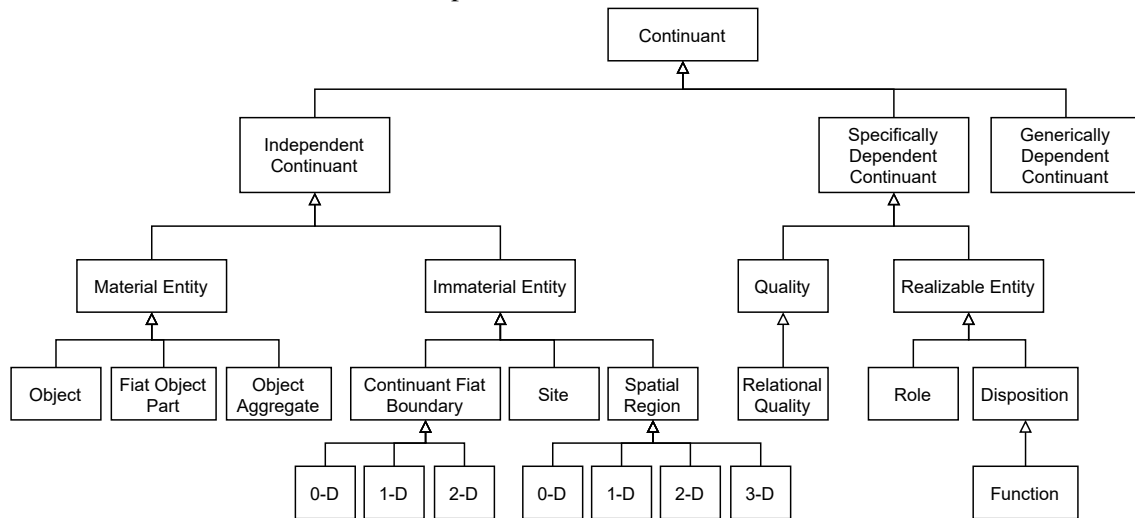 Continuant
Independent
Continuant
Specifically
Dependent
Continuant
Generically
Dependent
Continuant
Material Entity
Immaterial Entity
Quality
Realizable Entity
Object
Fiat Object
Part
Object
Aggregate
Continuant Fiat
Boundary
Site
Spatial
Region
Relational
Quality
Role
Disposition
0-D
1-D
2-D
0-D
1-D
2-D
3-D
Function